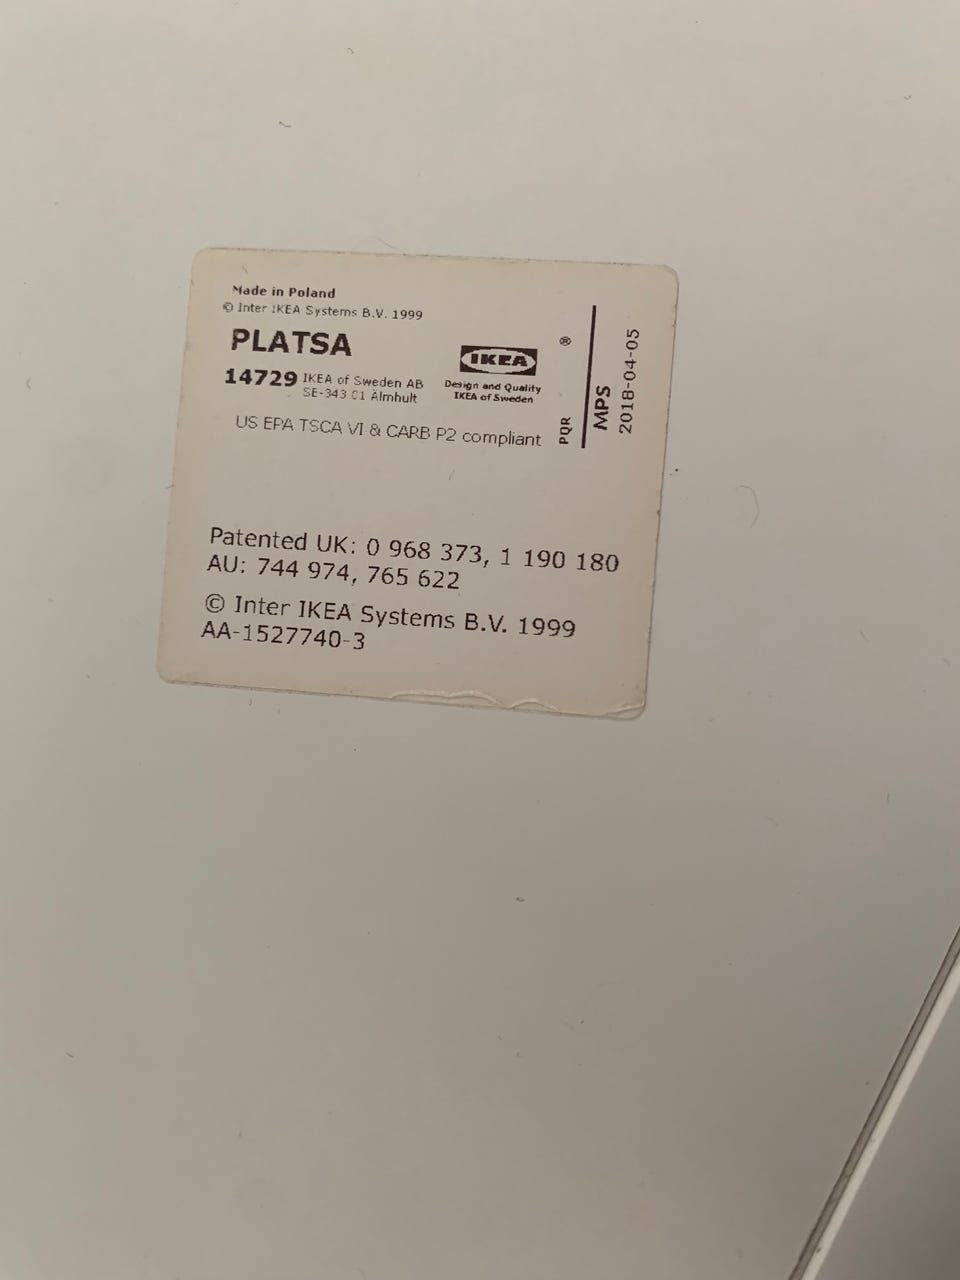 Made in Poland
© Inter IKEA Systems B.V. 1999
PLATSA
14729 IKEA of Sweden AB
SE-343 81 Älmhult
IKEA ®
Design and Quality
IKEA of Sweden
US EPA TSCA VI & CARB P2 compliant
PQR
MPS
2018-04-05
Patented UK: 0 968 373, 1 190 180
AU: 744 974, 765 622
© Inter IKEA Systems B.V. 1999
AA-1527740-3